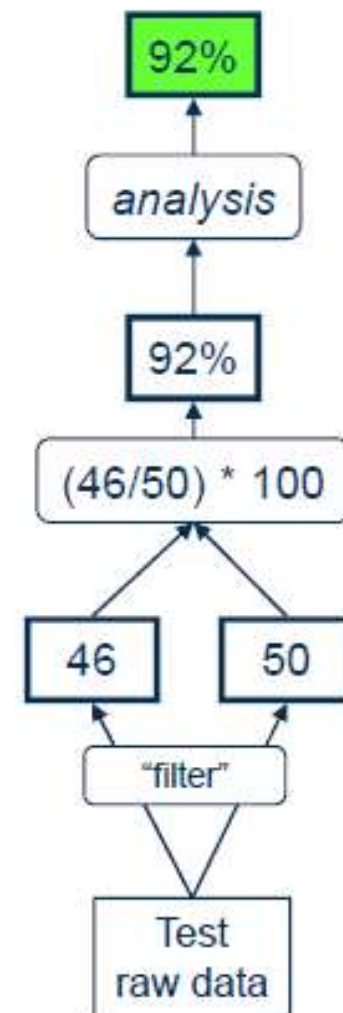 92%
analysis
92%
(46/50) * 100
46
50
“filter”
Test
raw data